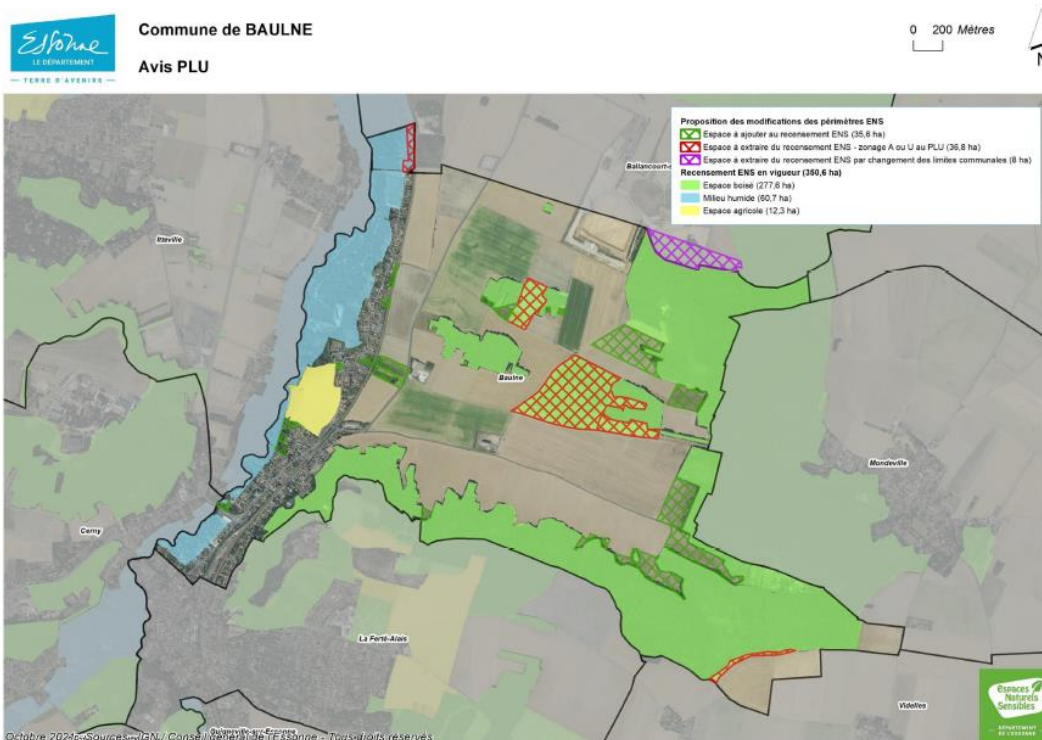 Essonne
LE DÉPARTEMENT
TERRE D'AVENIRS
Commune de BAULNE
Avis PLU
0 200 Mètres
N
Proposition des modifications des périmètres ENS
Espace à ajouter au recensement ENS (35,6 ha)
Espace à extraire du recensement ENS - zonage A ou U au PLU (36,8 ha)
Espace à extraire du recensement ENS par changement des limites communales (8 ha)
Recensement ENS en vigueur (350,6 ha)
Espace boisé (277,6 ha)
Milieu humide (60,7 ha)
Espace agricole (12,3 ha)
Ballancourt-s
Itteville
Baulne
Mondeville
Cerny
La Ferté-Alais
Videlles
Guigneville-sur-Essonne
Espaces
Naturels
Sensibles
DÉPARTEMENT
DE L'ESSONNE
Octobre 2024 - Sources : IGN / Conseil général de l'Essonne - Tous droits réservés